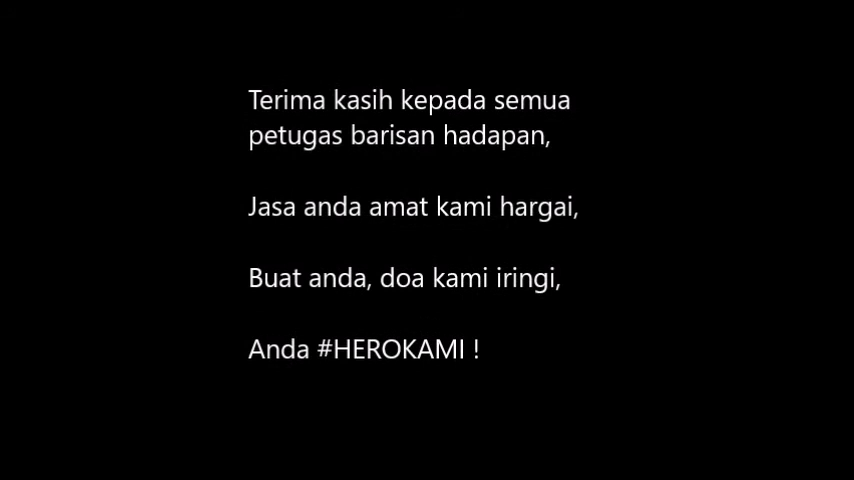 Terima kasih kepada semua
petugas barisan hadapan,
Jasa anda amat kami hargai,
Buat anda, doa kami iringi,
Anda #HEROKAMI !